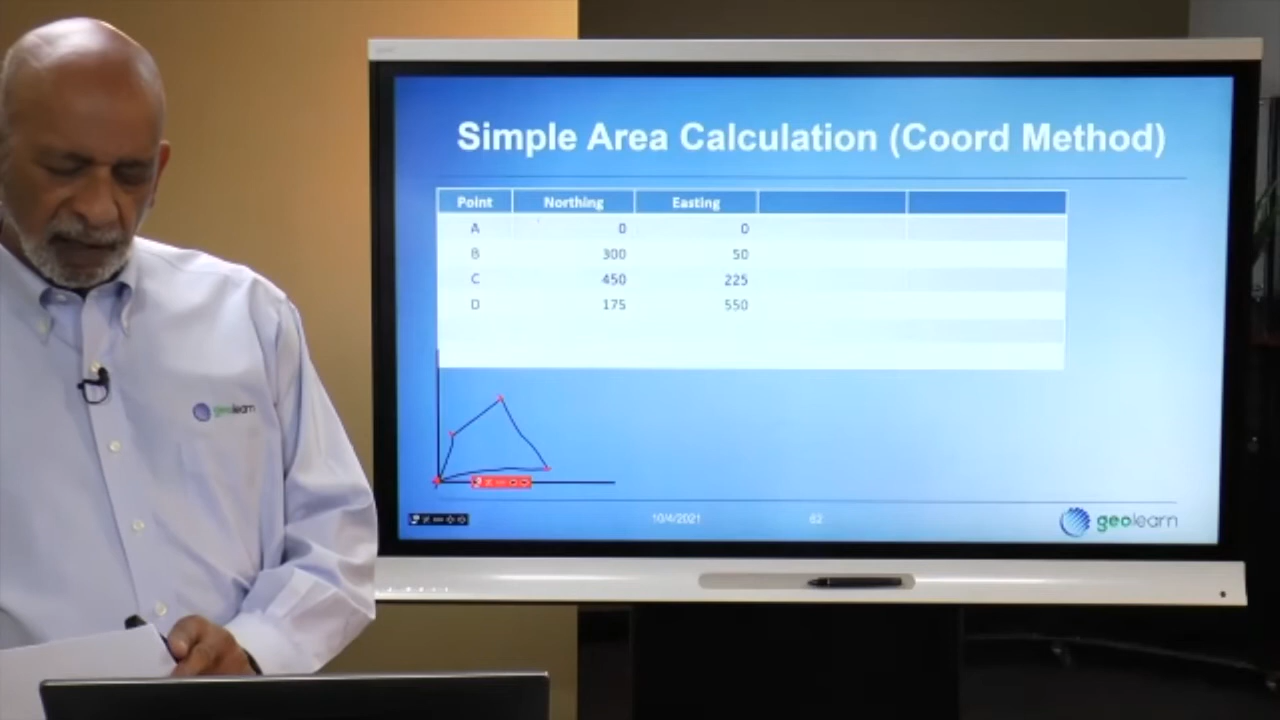 Simple Area Calculation (Coord Method)
Point Northing Easting
A 0 0
B 300 50
C 450 225
D 175 550
geolearn
10/4/2021 62 geolearn